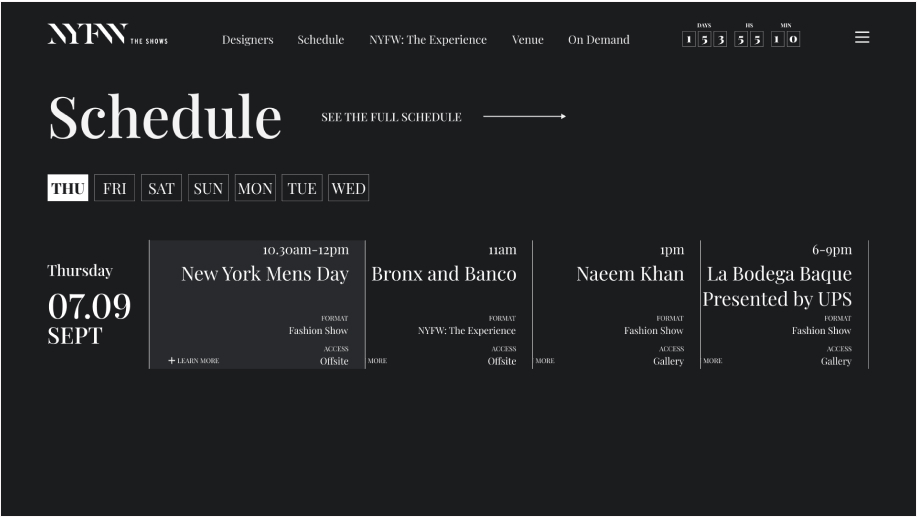 NYFW THE SHOWS
Designers Schedule NYFW: The Experience Venue On Demand
DAYS HS MIN
1 5 3 5 5 1 0
Schedule
SEE THE FULL SCHEDULE
THU FRI SAT SUN MON TUE WED
Thursday
07.09
SEPT
10.30am-12pm
New York Mens Day
FORMAT
Fashion Show
ACCESS
+ LEARN MORE Offsite
11am
Bronx and Banco
FORMAT
NYFW: The Experience
ACCESS
MORE Offsite
1pm
Naeem Khan
FORMAT
Fashion Show
ACCESS
MORE Gallery
6-9pm
La Bodega Baque
Presented by UPS
FORMAT
Fashion Show
ACCESS
MORE Gallery